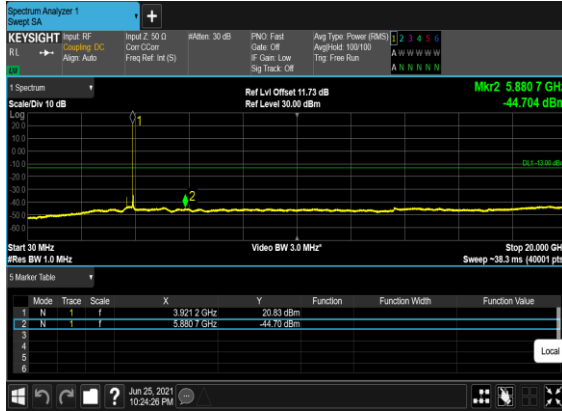 Spectrum Analyzer 1
Swept SA
+
KEYSIGHT Input: RF Input Z: 50 Ω #Atten: 30 dB PNO: Fast Avg Type: Power (RMS) 1 2 3 4 5 6
RL Coupling: DC Corr CCorr Gate: Off Avg|Hold: 100/100 A W W W W W
Align: Auto Freq Ref: Int (S) IF Gain: Low Trig: Free Run
Sig Track: Off A N N N N N
1 Spectrum Ref Lvl Offset 11.73 dB Mkr2 5.880 7 GHz
Scale/Div 10 dB Ref Level 30.00 dBm -44.704 dBm
Log
20.0
10.0
0.00
-10.0
-20.0
-30.0
-40.0
-50.0
-60.0
1
2
DL1 -13.00 dBm
Start 30 MHz Video BW 3.0 MHz* Stop 20.000 GHz
#Res BW 1.0 MHz Sweep ~38.3 ms (40001 pts)
5 Marker Table
Mode Trace Scale X Y Function Function Width Function Value
1 N 1 f 3.921 2 GHz 20.83 dBm
2 N 1 f 5.880 7 GHz -44.70 dBm
3
4
5
6
Local
? Jun 25, 2021
10:24:26 PM